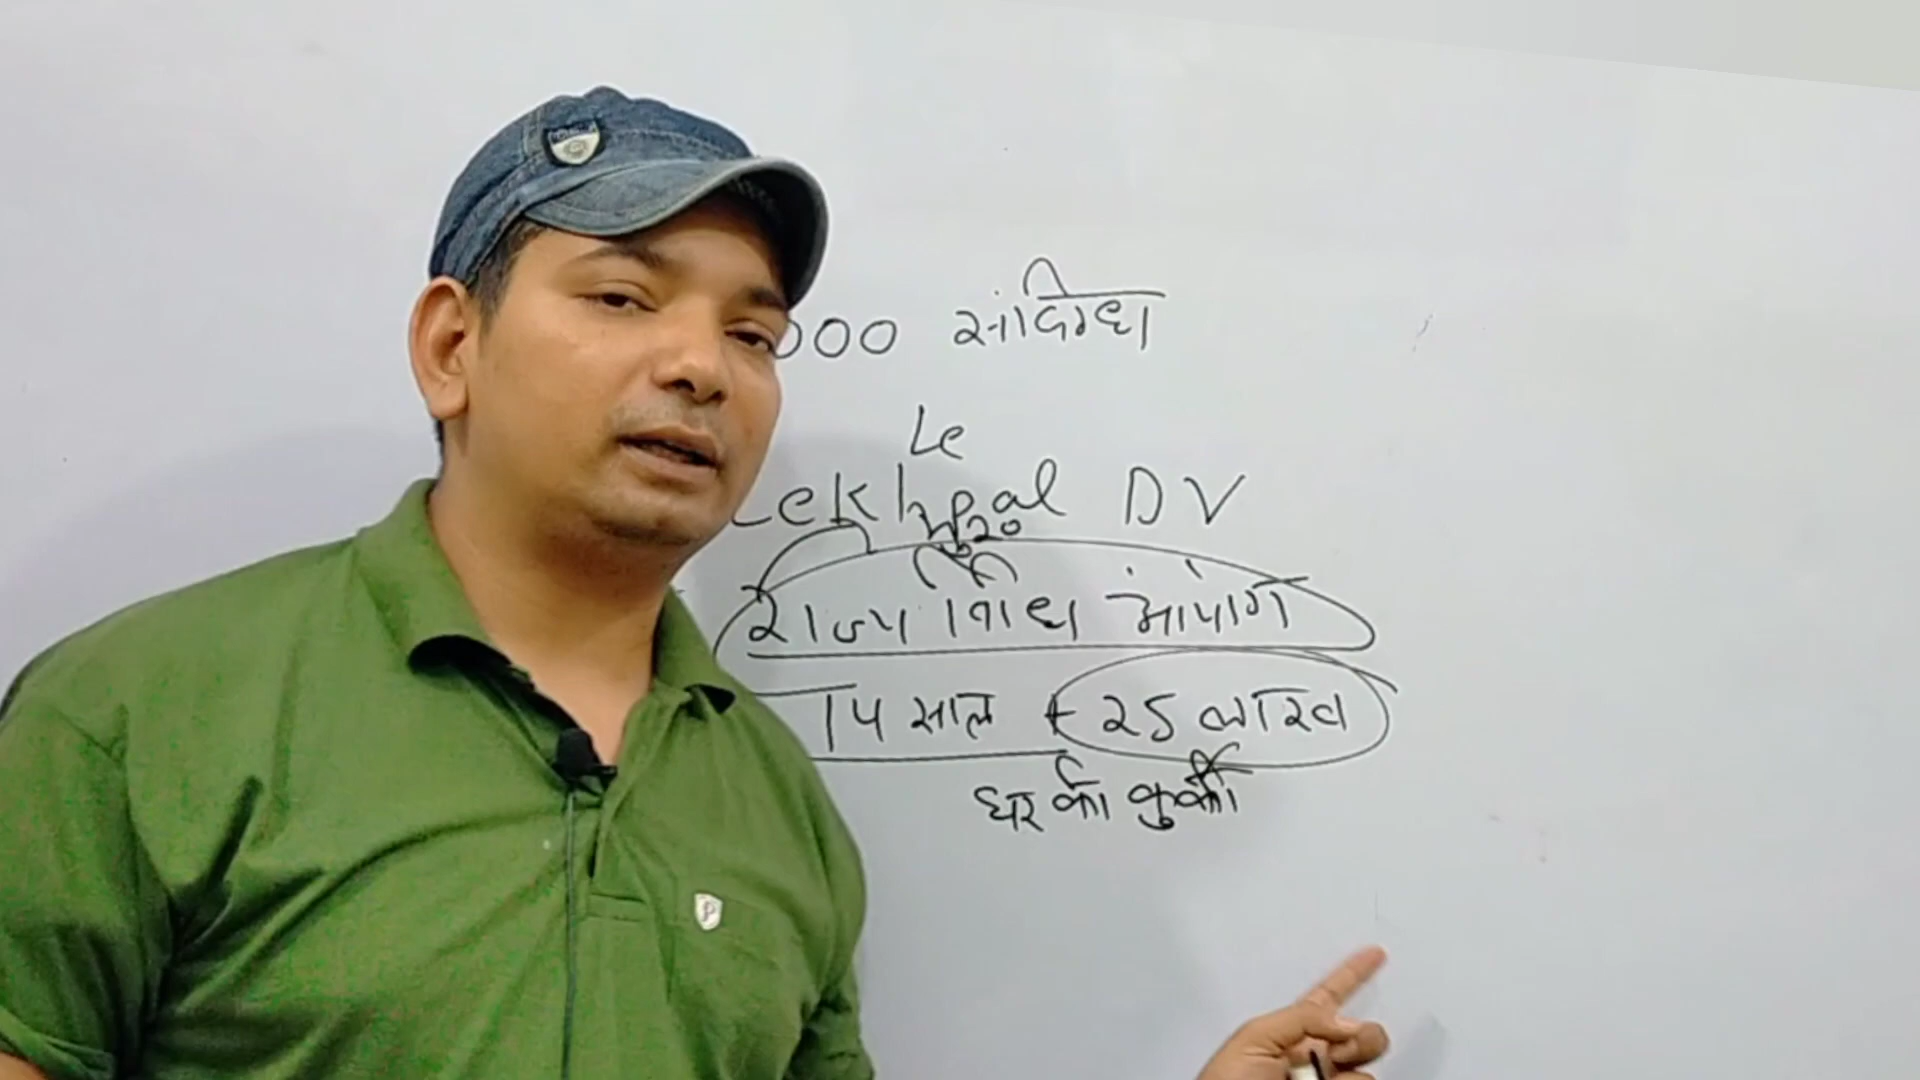 000 संदिग्ध
Le
Lekhpal DV
राज्य विधि आयोग
14 साल + 25 लाख
घर की कुर्की